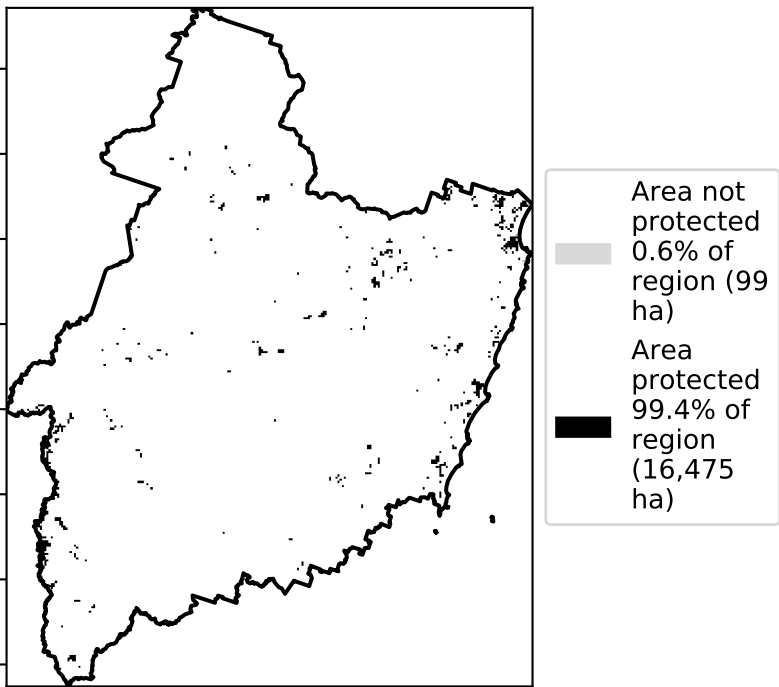 Area not
protected
0.6% of
region (99
ha)
Area
protected
99.4% of
region
(16,475
ha)